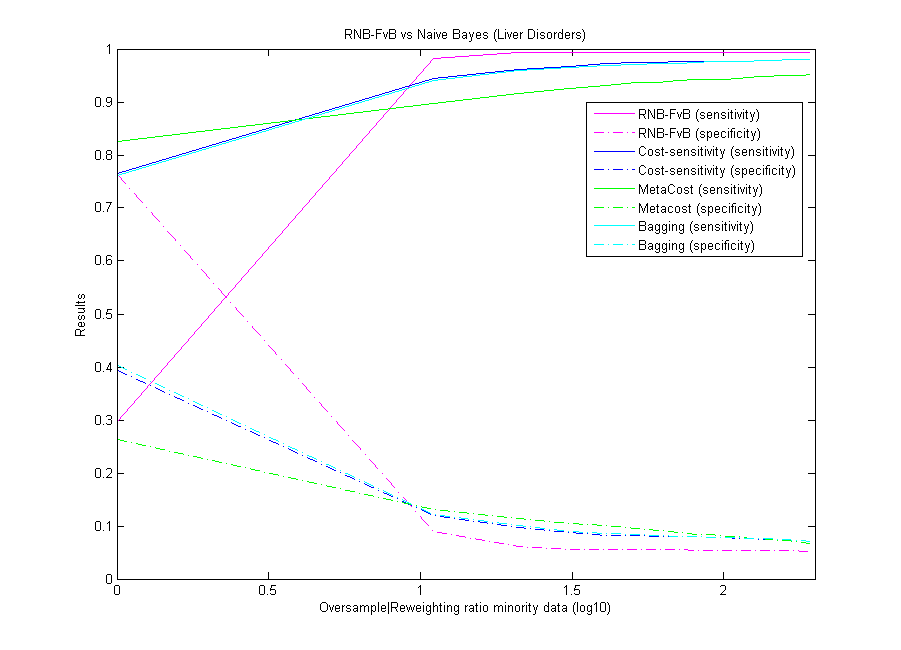 RNB-FvB vs Naive Bayes (Liver Disorders)
1
0.9
0.8
0.7
0.6
0.5
0.4
0.3
0.2
0.1
0
Results
RNB-FvB (sensitivity)
RNB-FvB (specificity)
Cost-sensitivity (sensitivity)
Cost-sensitivity (specificity)
MetaCost (sensitivity)
Metacost (specificity)
Bagging (sensitivity)
Bagging (specificity)
0 0.5 1 1.5 2
Oversample|Reweighting ratio minority data (log10)